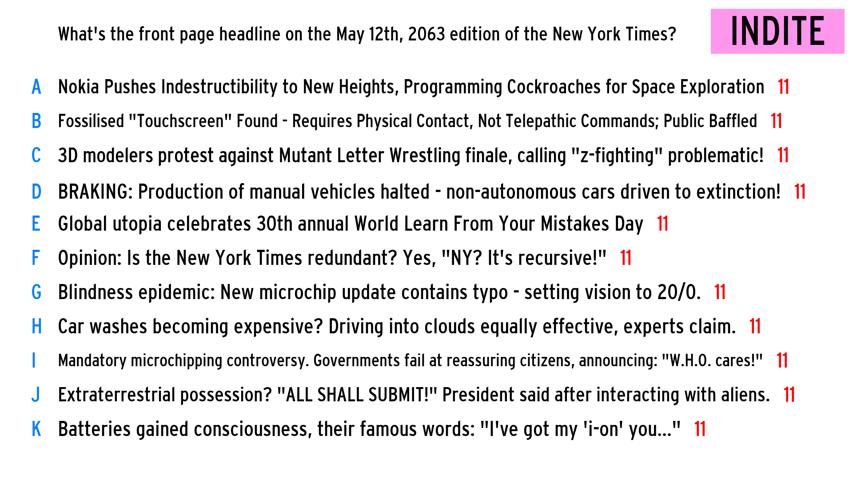 What's the front page headline on the May 12th, 2063 edition of the New York Times?
INDITE
A Nokia Pushes Indestructibility to New Heights, Programming Cockroaches for Space Exploration 11
B Fossilised "Touchscreen" Found - Requires Physical Contact, Not Telepathic Commands; Public Baffled 11
C 3D modelers protest against Mutant Letter Wrestling finale, calling "z-fighting" problematic! 11
D BRAKING: Production of manual vehicles halted - non-autonomous cars driven to extinction! 11
E Global utopia celebrates 30th annual World Learn From Your Mistakes Day 11
F Opinion: Is the New York Times redundant? Yes, "NY? It's recursive!" 11
G Blindness epidemic: New microchip update contains typo - setting vision to 20/0. 11
H Car washes becoming expensive? Driving into clouds equally effective, experts claim. 11
I Mandatory microchipping controversy. Governments fail at reassuring citizens, announcing: "W.H.O. cares!" 11
J Extraterrestrial possession? "ALL SHALL SUBMIT!" President said after interacting with aliens. 11
K Batteries gained consciousness, their famous words: "I've got my 'i-on' you..." 11